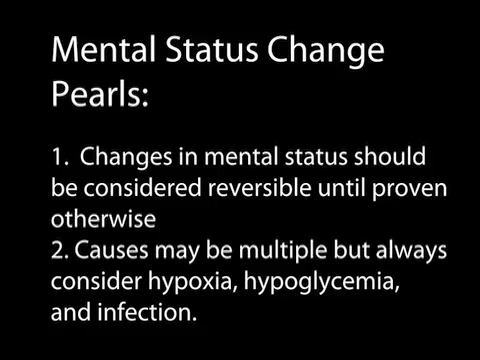 Mental Status Change
Pearls:
1.  Changes in mental status should
be considered reversible until proven
otherwise
2. Causes may be multiple but always
consider hypoxia, hypoglycemia,
and infection.